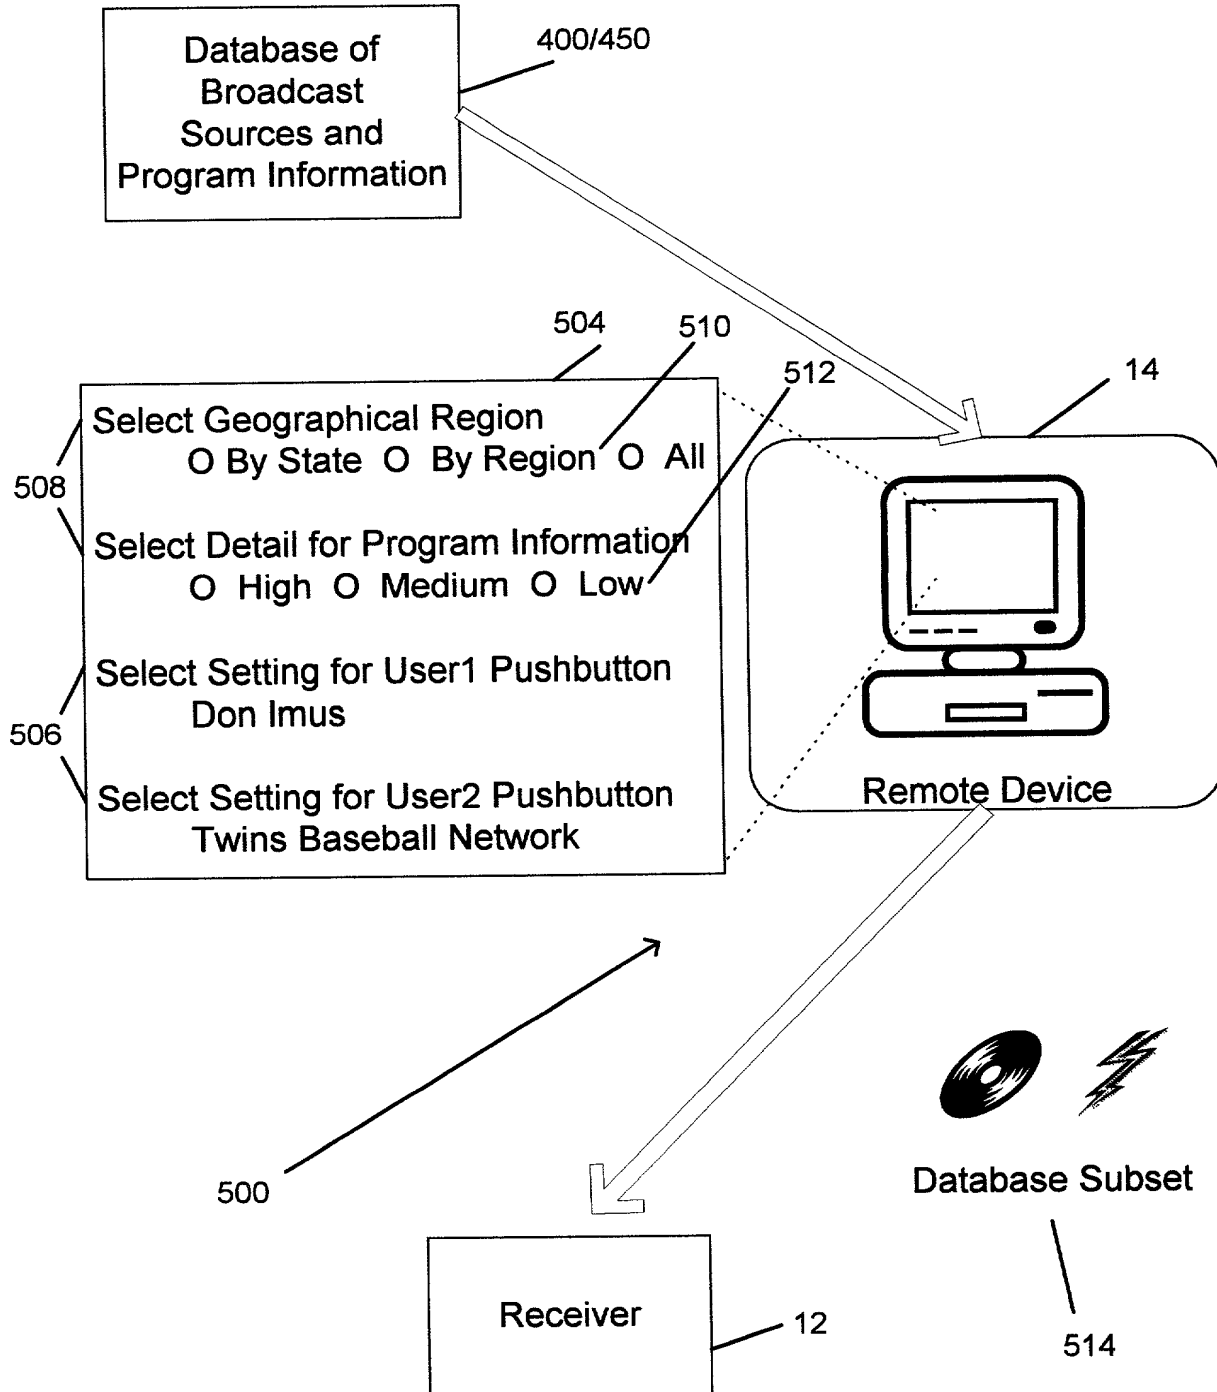 Database of
Broadcast
Sources and
Program Information
400/450
504
510
512
14
Select Geographical Region
O By State O By Region O All
508
Select Detail for Program Information
O High O Medium O Low
Select Setting for User1 Pushbutton
Don Imus
506
Select Setting for User2 Pushbutton
Twins Baseball Network
Remote Device
500
Database Subset
514
Receiver
12